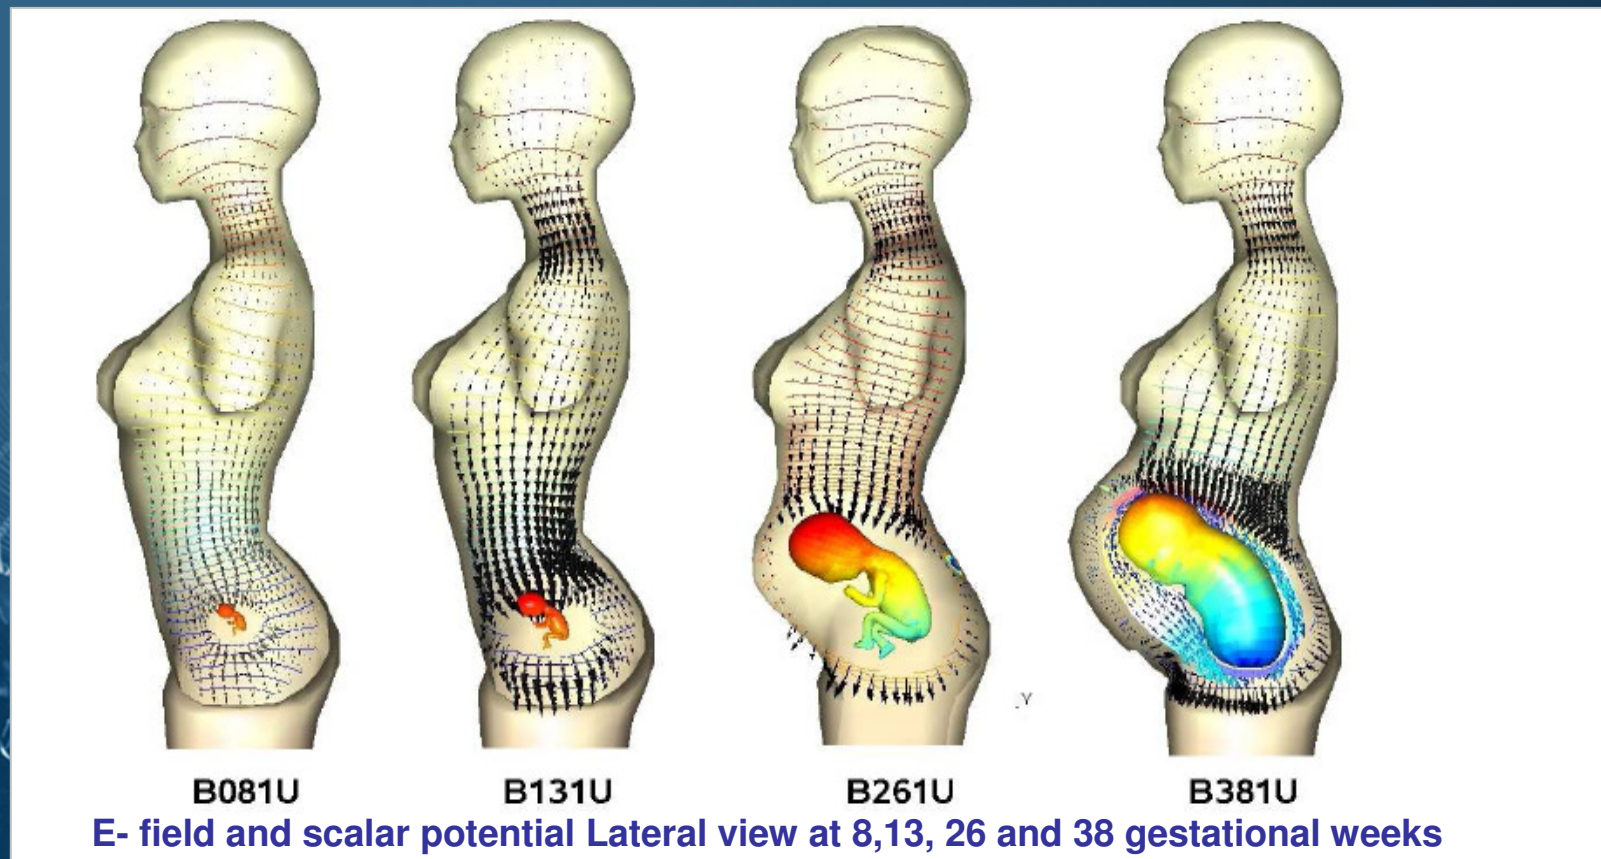 Y
B081U B131U B261U B381U
E- field and scalar potential Lateral view at 8,13, 26 and 38 gestational weeks